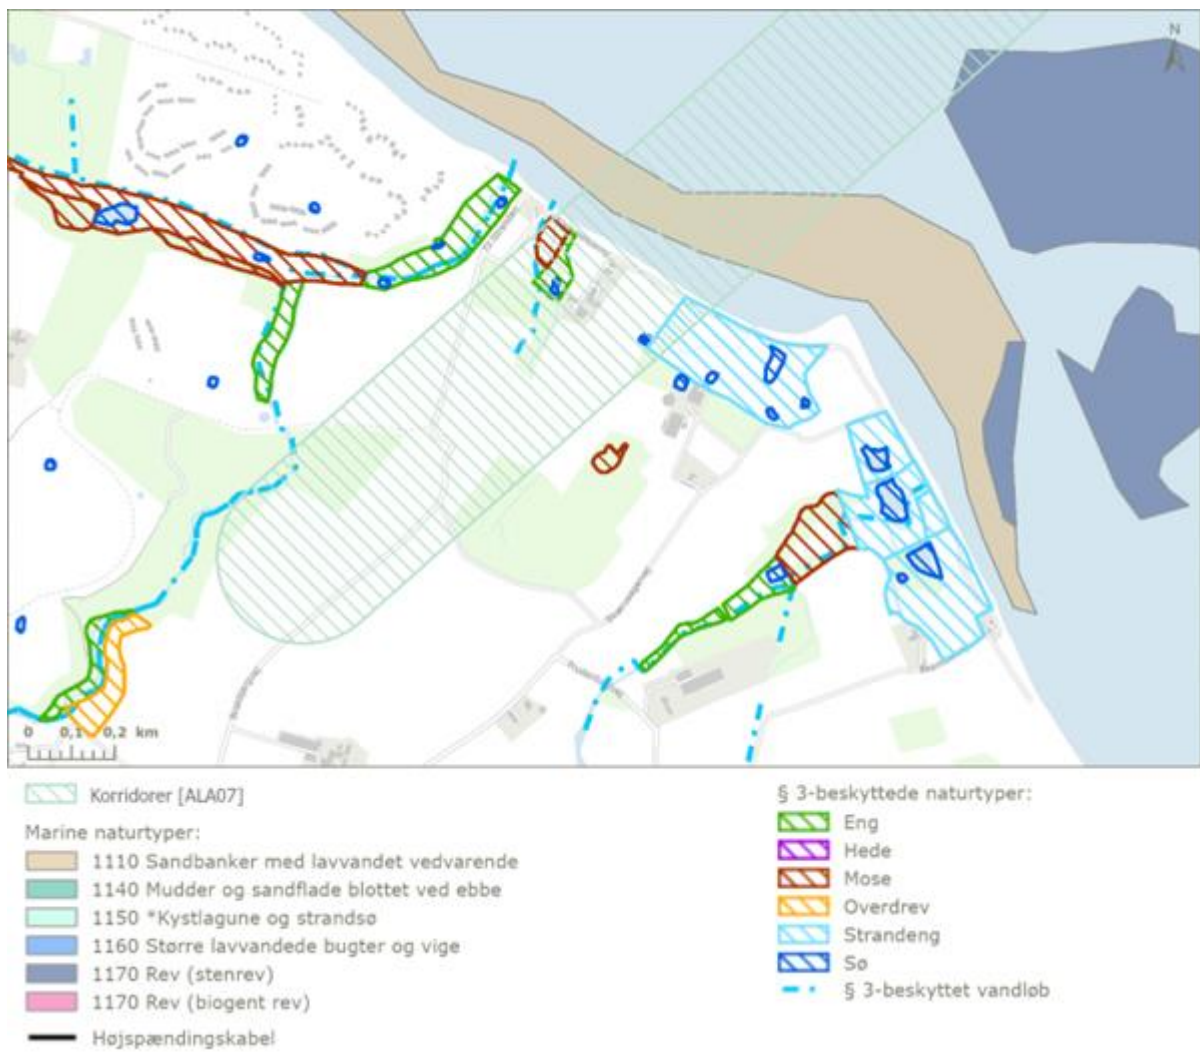 N
0 0,1 0,2 km
Korridorer [ALA07]
Marine naturtyper:
1110 Sandbanker med lavvandet vedvarende
1140 Mudder og sandflade blottet ved ebbe
1150 *Kystlagune og strandsø
1160 Større lavvandede bugter og vige
1170 Rev (stenrev)
1170 Rev (biogent rev)
Højspændingskabel
§ 3-beskyttede naturtyper:
Eng
Hede
Mose
Overdrev
Strandeng
Sø
§ 3-beskyttet vandløb